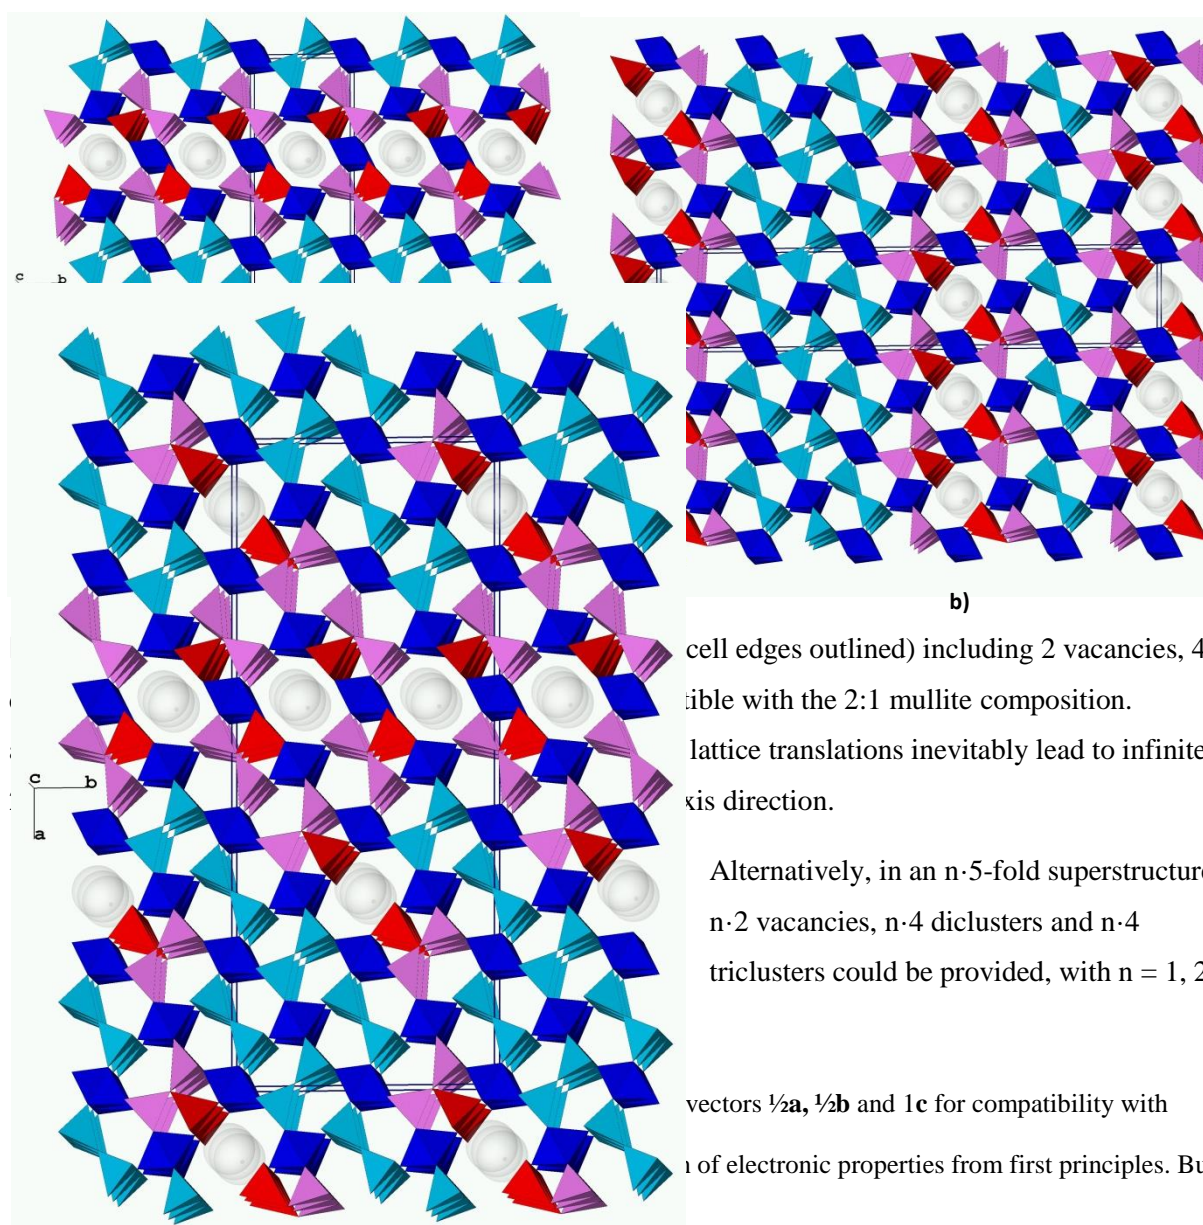 c b
b)
cell edges outlined) including 2 vacancies, 4
tible with the 2:1 mullite composition.
lattice translations inevitably lead to infinite
c b
xis direction.
a
Alternatively, in an n·5-fold superstructure
n·2 vacancies, n·4 diclusters and n·4
triclusters could be provided, with n = 1, 2
vectors ½a, ½b and 1c for compatibility with
of electronic properties from first principles. Bu